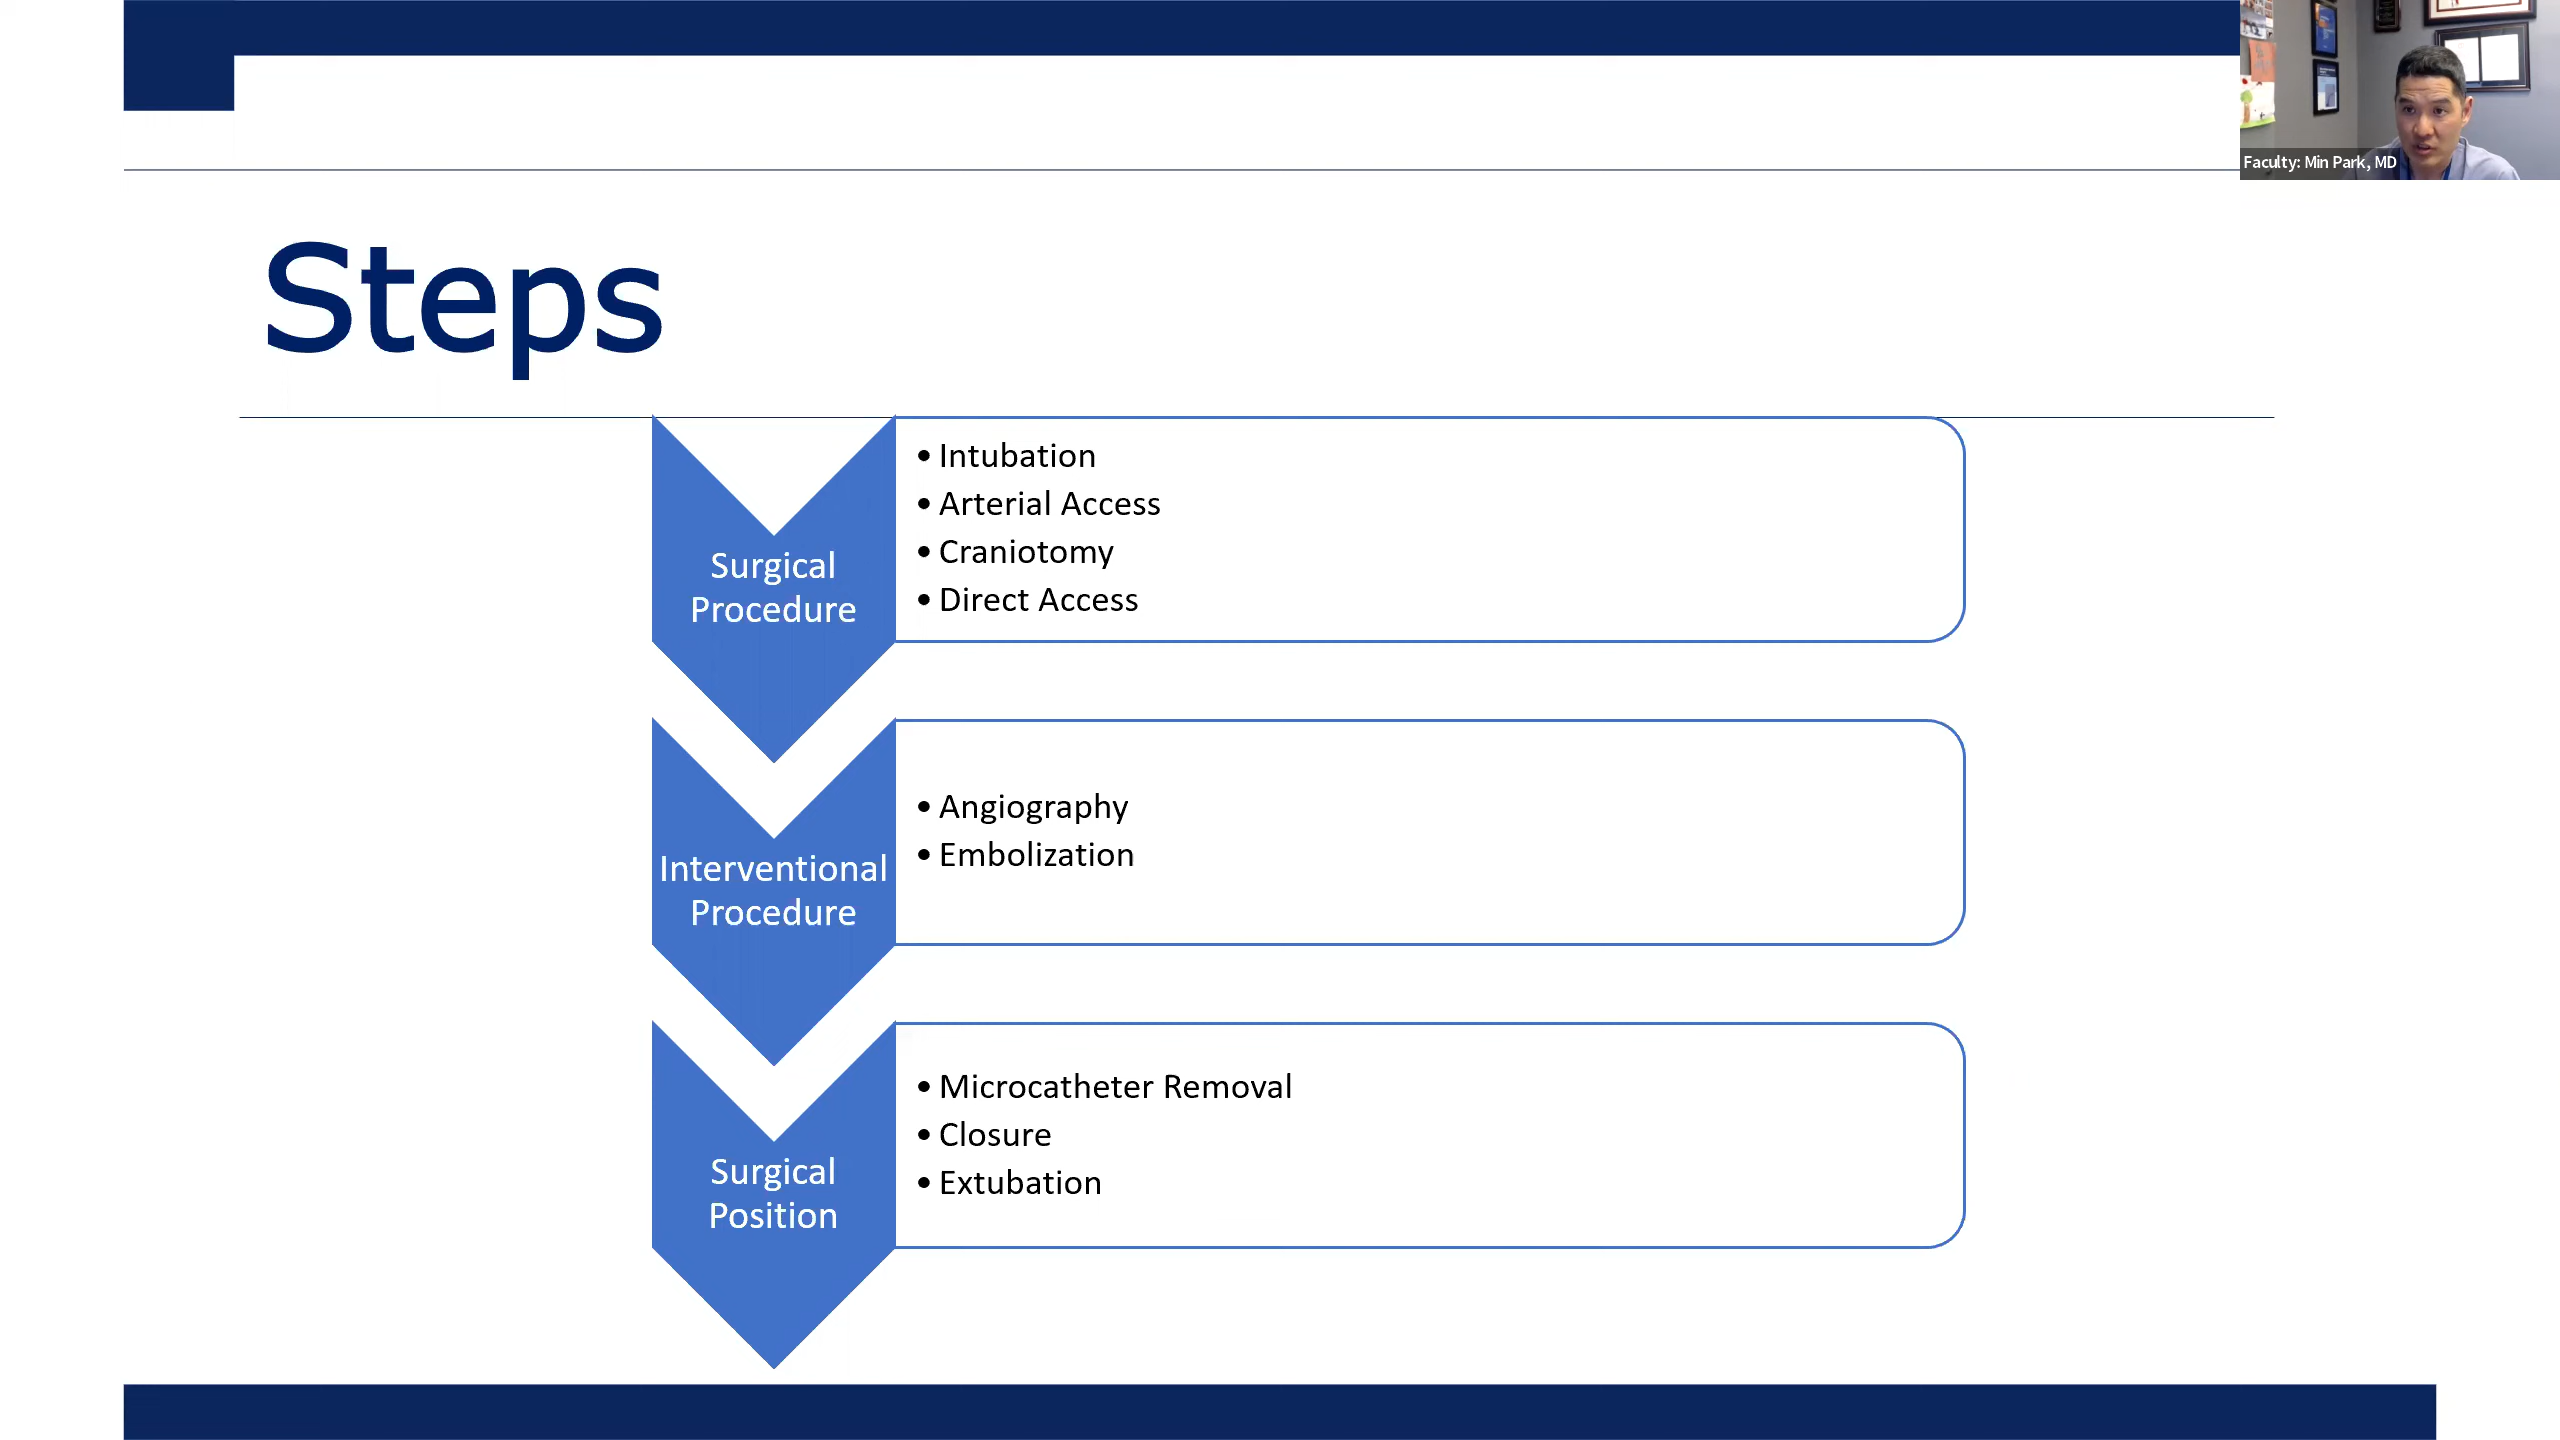 Faculty: Min Park, MD
Steps
Surgical
Procedure
• Intubation
• Arterial Access
• Craniotomy
• Direct Access
Interventional
Procedure
• Angiography
• Embolization
Surgical
Position
• Microcatheter Removal
• Closure
• Extubation